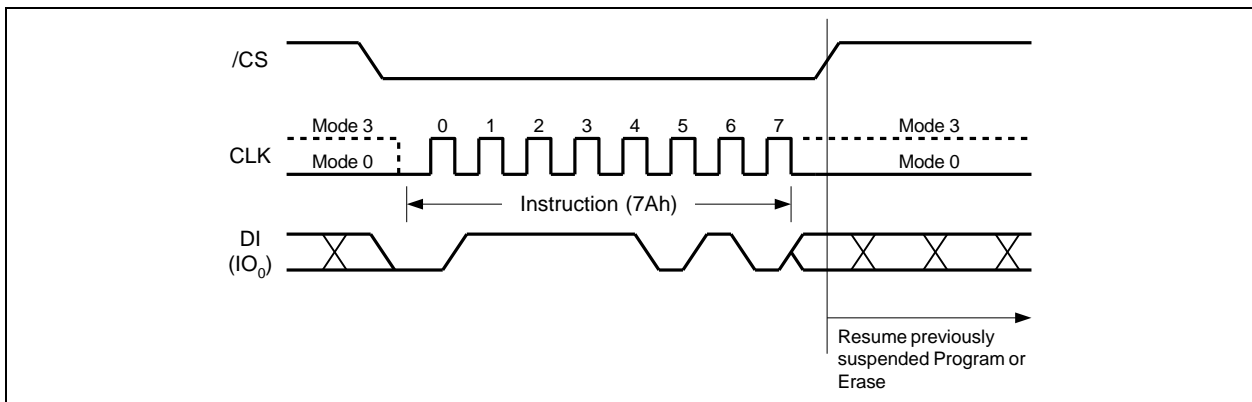 /CS
Mode 3
0 1 2 3 4 5 6 7
Mode 3
CLK
Mode 0
Mode 0
Instruction (7Ah)
DI
(IO0)
Resume previously
suspended Program or
Erase